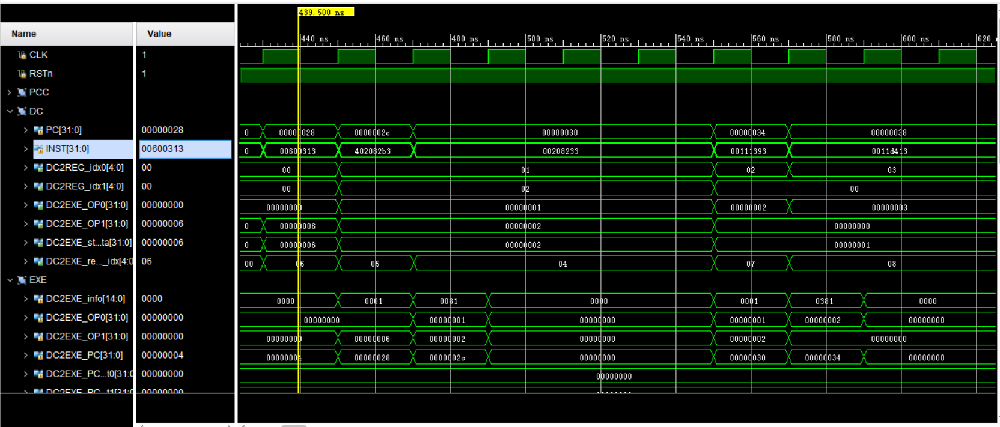 439.500 ns
Name Value
440 ns 460 ns 480 ns 500 ns 520 ns 540 ns 560 ns 580 ns 600 ns 620
CLK 1
RSTn 1
PCC
DC
PC[31:0] 00000028 0 00000028 0000002c 00000030 00000034 00000038
INST[31:0] 00600313 0 00600313 402082b3 00208233 00111393 0011d413
DC2REG_idx0[4:0] 00 00 01 02 03
DC2REG_idx1[4:0] 00 00 02 00
DC2EXE_OP0[31:0] 00000000 00000000 00000001 00000002 00000003
DC2EXE_OP1[31:0] 00000006 0 00000006 00000002 00000000
DC2EXE_st...ta[31:0] 00000006 0 00000006 00000002 00000001
DC2EXE_re..._idx[4:0 06 00 06 05 04 07 08
EXE
DC2EXE_info[14:0] 0000 0000 0001 0081 0000 0001 0381 0000
DC2EXE_OP0[31:0] 00000000 00000000 00000001 00000000 00000001 00000002 00000000
DC2EXE_OP1[31:0] 00000000 00000000 00000006 00000002 00000000 00000002 00000000
DC2EXE_PC[31:0] 00000004 00000004 00000028 0000002c 00000000 00000030 00000034 00000000
DC2EXE_PC...t0[31:0 00000000 00000000
DC2EXE_PC...t1[31:0 00000000